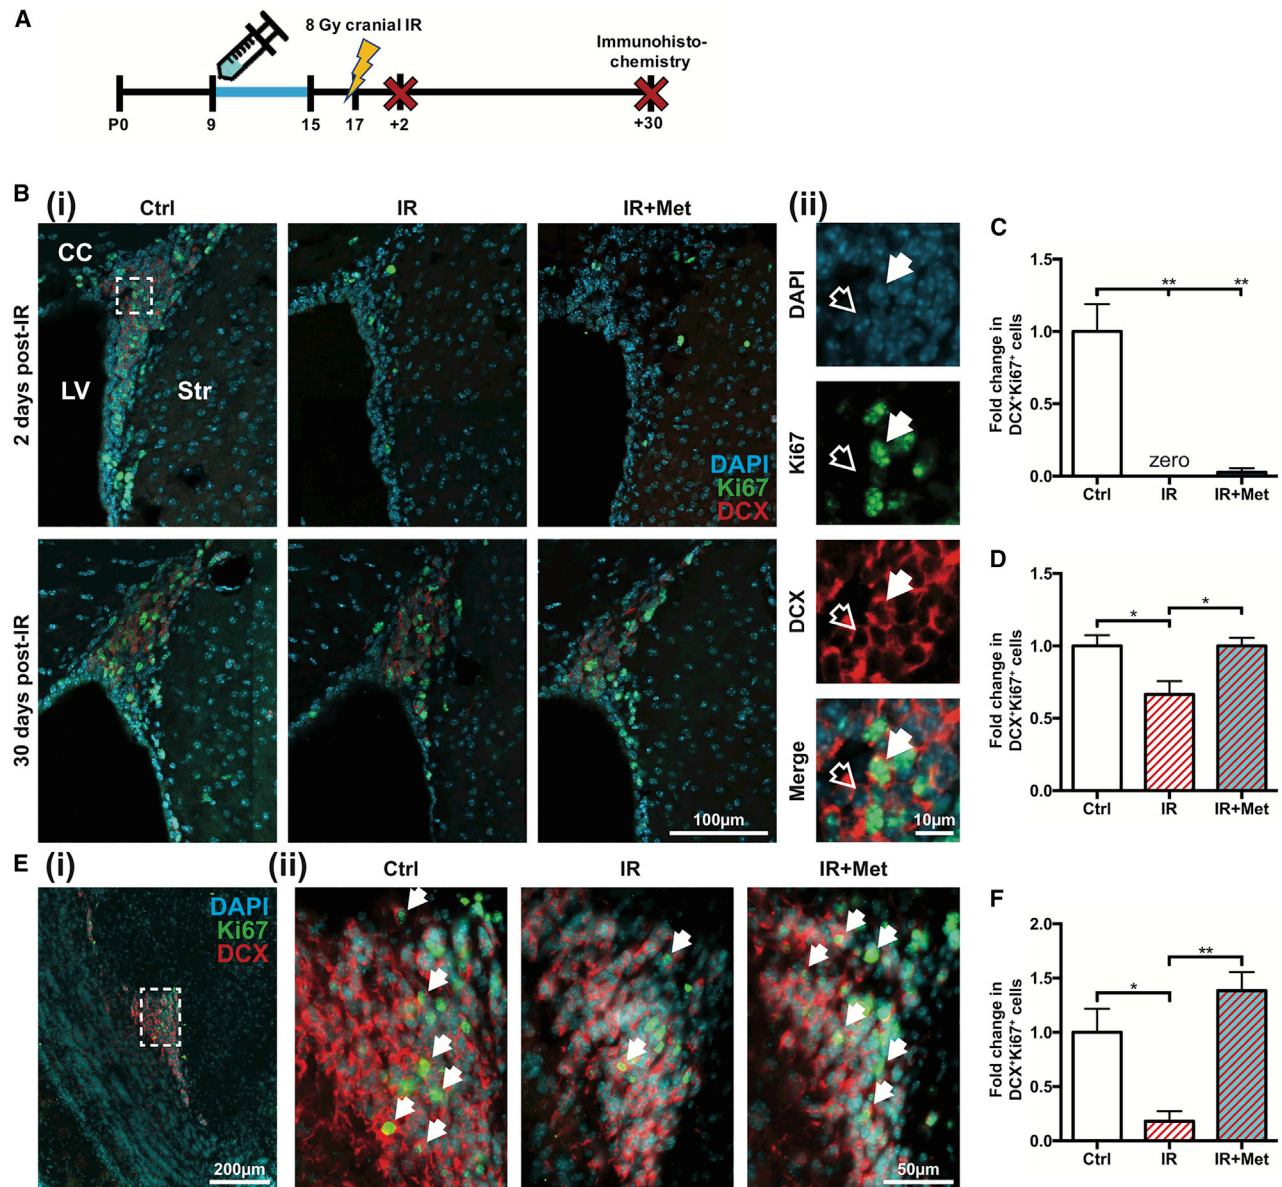 A
8 Gy cranial IR
Immunohisto-
chemistry
P0 9 15 17 +2 +30
B
(i)
Ctrl IR IR+Met
2 days post-IR
CC
LV
Str
DAPI
Ki67
DCX
30 days post-IR
100µm
(ii)
DAPI
Ki67
DCX
Merge
10µm
C
Fold change in
DCX⁺Ki67⁺ cells
1.5
1.0
0.5
0.0
** **
zero
Ctrl IR IR+Met
D
Fold change in
DCX⁺Ki67⁺ cells
1.5
1.0
0.5
0.0
* *
Ctrl IR IR+Met
E
(i)
DAPI
Ki67
DCX
200µm
(ii)
Ctrl IR IR+Met
50µm
F
Fold change in
DCX⁺Ki67⁺ cells
2.0
1.5
1.0
0.5
0.0
* **
Ctrl IR IR+Met